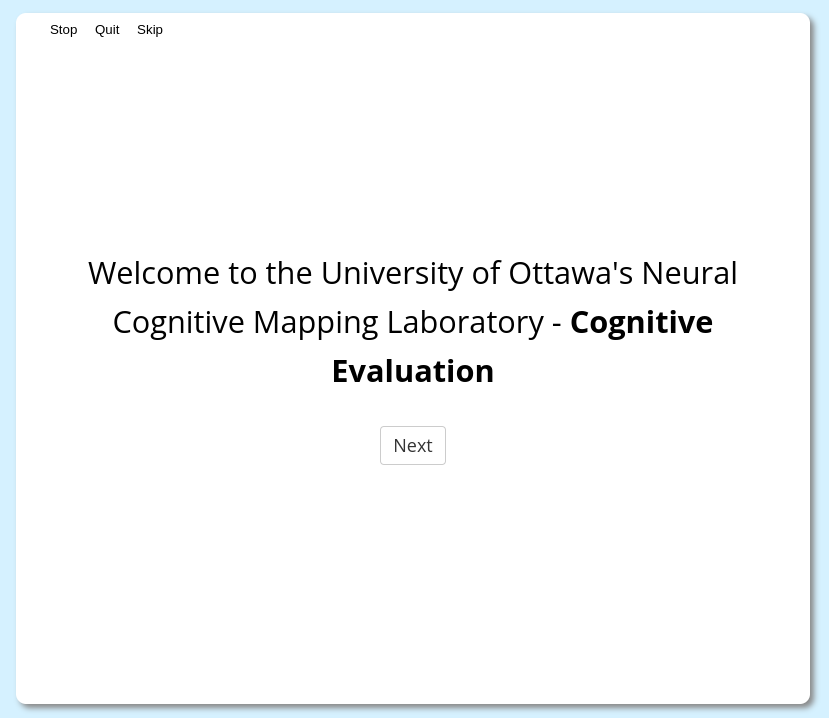 Stop Quit Skip
Welcome to the University of Ottawa's Neural
Cognitive Mapping Laboratory - Cognitive
Evaluation
Next